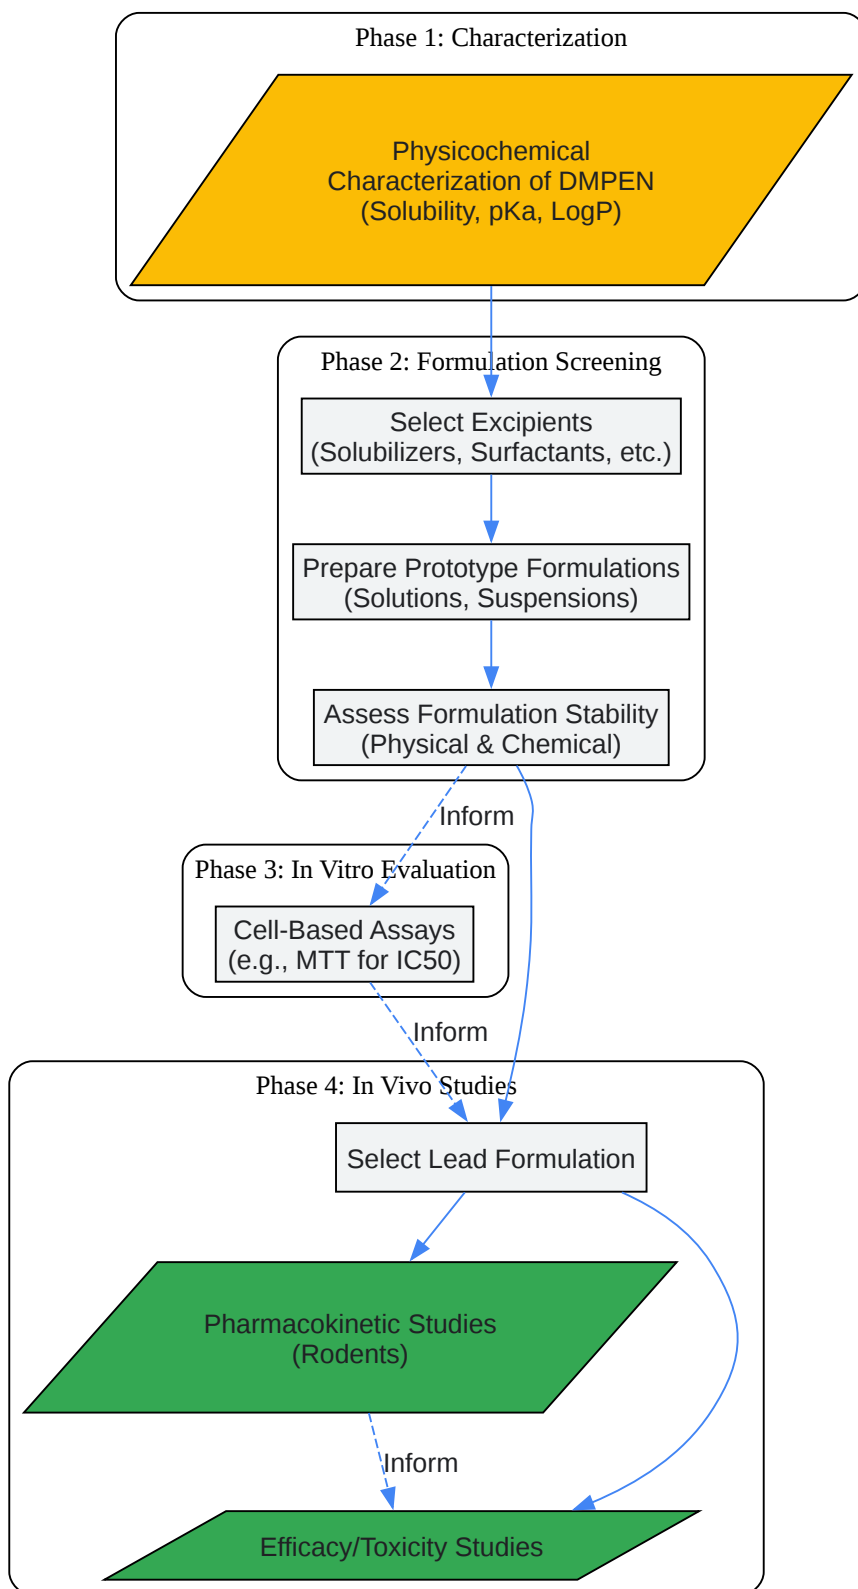 Phase 1: Characterization
Physicochemical
Characterization of DMPEN
(Solubility, pKa, LogP)
Phase 2: Formulation Screening
Select Excipients
(Solubilizers, Surfactants, etc.)
Prepare Prototype Formulations
(Solutions, Suspensions)
Assess Formulation Stability
(Physical & Chemical)
Inform
Phase 3: In Vitro Evaluation
Cell-Based Assays
(e.g., MTT for IC50)
Inform
Phase 4: In Vivo Studies
Select Lead Formulation
Pharmacokinetic Studies
(Rodents)
Inform
Efficacy/Toxicity Studies